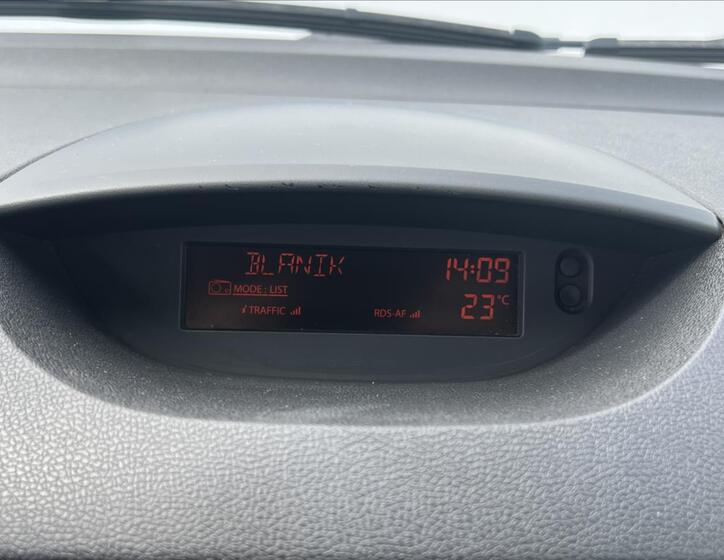 BLANIK 14:09
MODE : LIST
23°C
i TRAFFIC RDS-AF